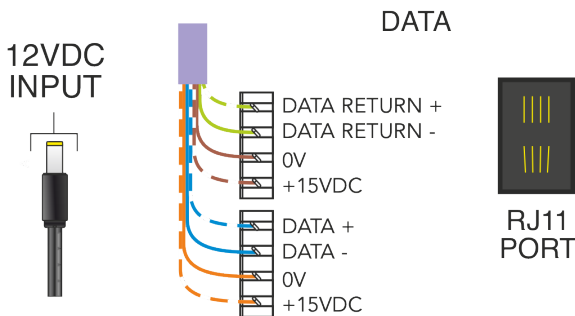 DATA
12VDC
INPUT
DATA RETURN +
DATA RETURN -
0V
+15VDC
DATA +
DATA -
0V
+15VDC
RJ11
PORT